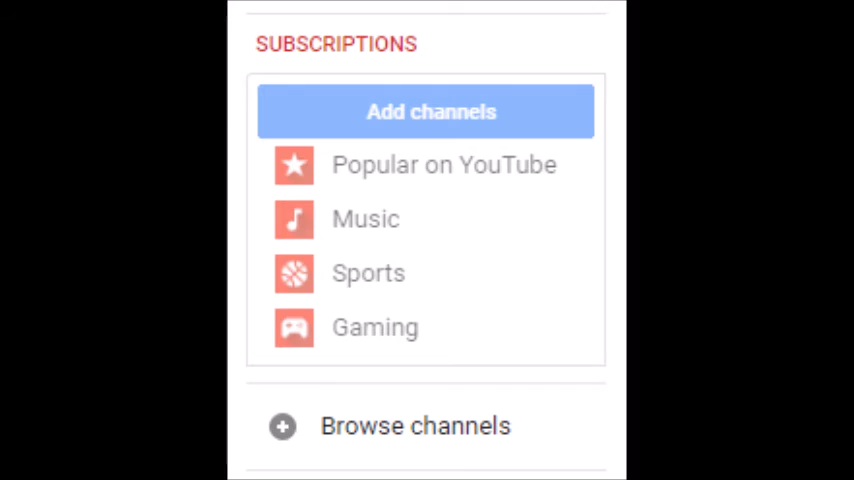 SUBSCRIPTIONS
Add channels
Popular on YouTube
Music
Sports
Gaming
Browse channels